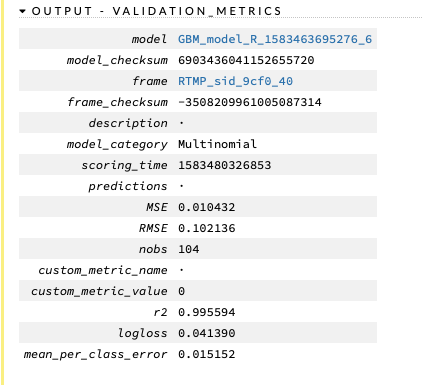 OUTPUT - VALIDATION_METRICS
model GBM_model_R_1583463695276_6
model_checksum 6903436041152655720
frame RTMP_sid_9cf0_40
frame_checksum -3508209961005087314
description ·
model_category Multinomial
scoring_time 1583480326853
predictions ·
MSE 0.010432
RMSE 0.102136
nobs 104
custom_metric_name ·
custom_metric_value 0
r2 0.995594
logloss 0.041390
mean_per_class_error 0.015152